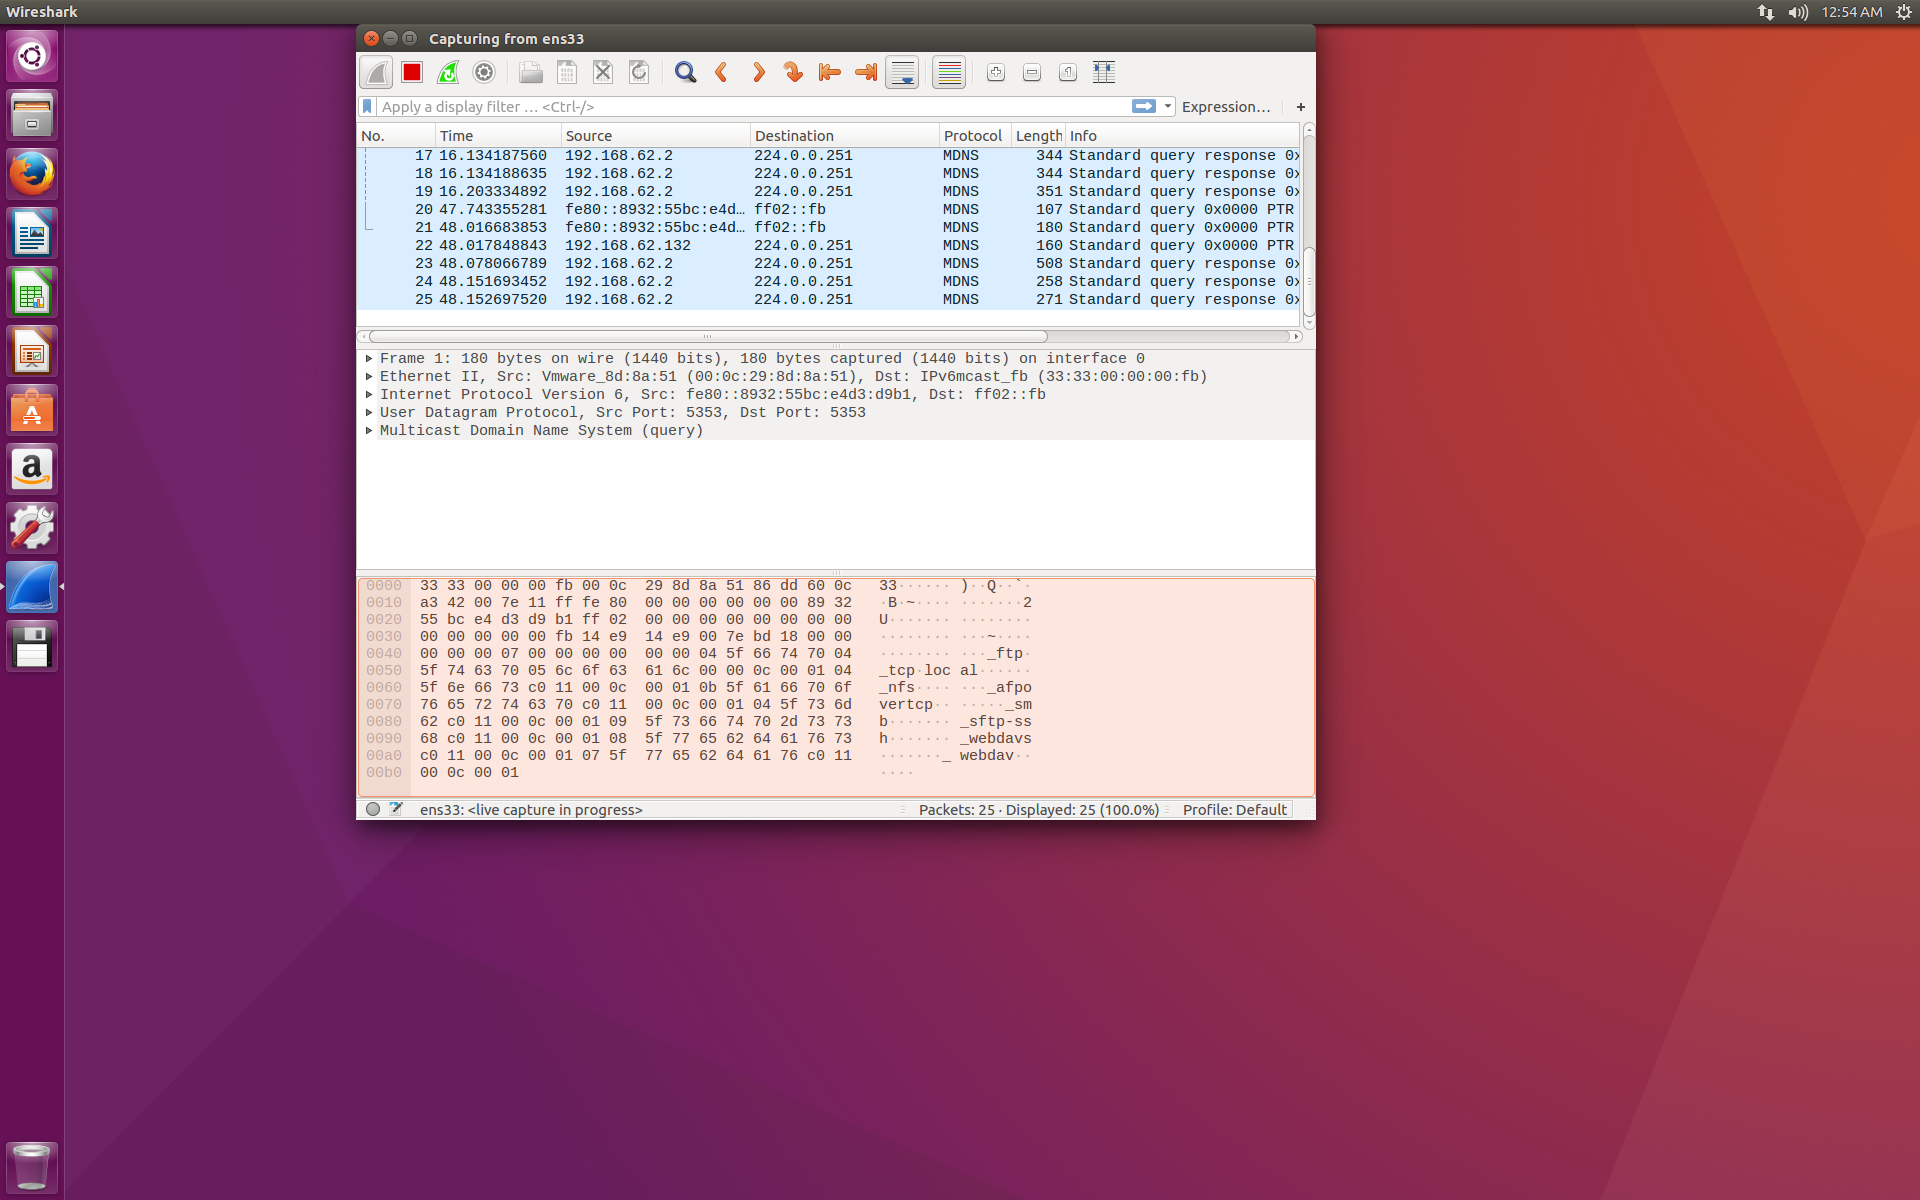 Wireshark
12:54 AM
Capturing from ens33
Apply a display filter … <Ctrl-/>
Expression…
+
No. Time Source Destination Protocol Length Info
17 16.134187560 192.168.62.2 224.0.0.251 MDNS 344 Standard query response 0x
18 16.134188635 192.168.62.2 224.0.0.251 MDNS 344 Standard query response 0x
19 16.203334892 192.168.62.2 224.0.0.251 MDNS 351 Standard query response 0x
20 47.743355281 fe80::8932:55bc:e4d… ff02::fb MDNS 107 Standard query 0x0000 PTR
21 48.016683853 fe80::8932:55bc:e4d… ff02::fb MDNS 180 Standard query 0x0000 PTR
22 48.017848843 192.168.62.132 224.0.0.251 MDNS 160 Standard query 0x0000 PTR
23 48.078066789 192.168.62.2 224.0.0.251 MDNS 508 Standard query response 0x
24 48.151693452 192.168.62.2 224.0.0.251 MDNS 258 Standard query response 0x
25 48.152697520 192.168.62.2 224.0.0.251 MDNS 271 Standard query response 0x
Frame 1: 180 bytes on wire (1440 bits), 180 bytes captured (1440 bits) on interface 0
Ethernet II, Src: Vmware_8d:8a:51 (00:0c:29:8d:8a:51), Dst: IPv6mcast_fb (33:33:00:00:00:fb)
Internet Protocol Version 6, Src: fe80::8932:55bc:e4d3:d9b1, Dst: ff02::fb
User Datagram Protocol, Src Port: 5353, Dst Port: 5353
Multicast Domain Name System (query)
0000 33 33 00 00 00 fb 00 0c 29 8d 8a 51 86 dd 60 0c 33······ )··Q··`·
0010 a3 42 00 7e 11 ff fe 80 00 00 00 00 00 00 89 32 ·B·~···· ·······2
0020 55 bc e4 d3 d9 b1 ff 02 00 00 00 00 00 00 00 00 U······· ········
0030 00 00 00 00 00 fb 14 e9 14 e9 00 7e bd 18 00 00 ········ ···~····
0040 00 00 00 07 00 00 00 00 00 00 04 5f 66 74 70 04 ········ ···_ftp·
0050 5f 74 63 70 05 6c 6f 63 61 6c 00 00 0c 00 01 04 _tcp·loc al······
0060 5f 6e 66 73 c0 11 00 0c 00 01 0b 5f 61 66 70 6f _nfs···· ···_afpo
0070 76 65 72 74 63 70 c0 11 00 0c 00 01 04 5f 73 6d vertcp·· ·····_sm
0080 62 c0 11 00 0c 00 01 09 5f 73 66 74 70 2d 73 73 b······· _sftp-ss
0090 68 c0 11 00 0c 00 01 08 5f 77 65 62 64 61 76 73 h······· _webdavs
00a0 c0 11 00 0c 00 01 07 5f 77 65 62 64 61 76 c0 11 ·······_ webdav··
00b0 00 0c 00 01 ····
ens33: <live capture in progress>
Packets: 25 · Displayed: 25 (100.0%)
Profile: Default